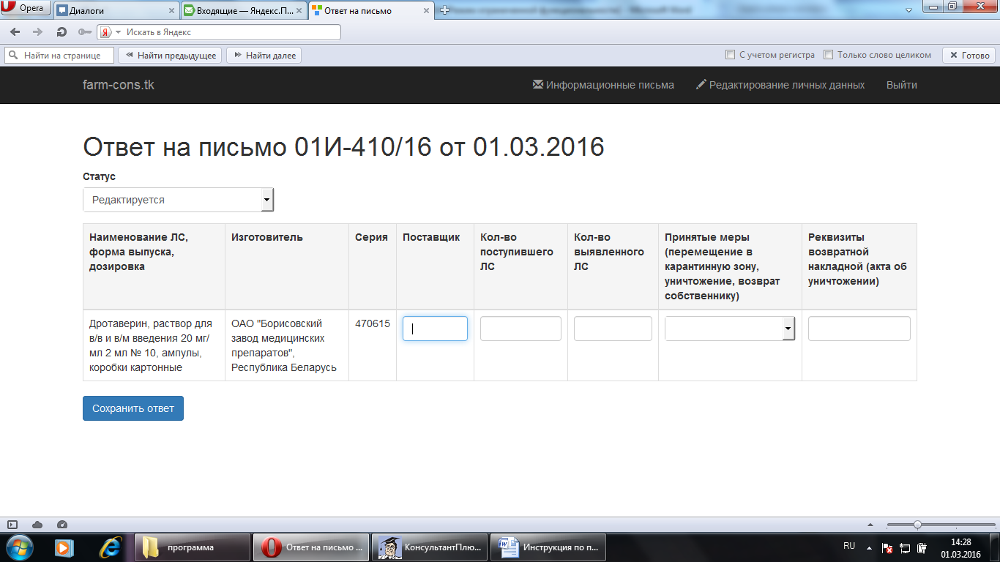 Opera
Диалоги
Входящие — Яндекс.П...
Ответ на письмо
Искать в Яндекс
Найти на странице
Найти предыдущее
Найти далее
С учетом регистра
Только слово целиком
Готово
farm-cons.tk
Информационные письма
Редактирование личных данных
Выйти
Ответ на письмо 01И-410/16 от 01.03.2016
Статус
Редактируется
Наименование ЛС,
форма выпуска,
дозировка
Изготовитель
Серия
Поставщик
Кол-во
поступившего
ЛС
Кол-во
выявленного
ЛС
Принятые меры
(перемещение в
карантинную зону,
уничтожение, возврат
собственнику)
Реквизиты
возвратной
накладной (акта об
уничтожении)
Дротаверин, раствор для
в/в и в/м введения 20 мг/
мл 2 мл № 10, ампулы,
коробки картонные
ОАО "Борисовский
завод медицинских
препаратов",
Республика Беларусь
470615
Сохранить ответ
программа
Ответ на письмо ...
КонсультантПлю...
Инструкция по п...
RU
14:28
01.03.2016